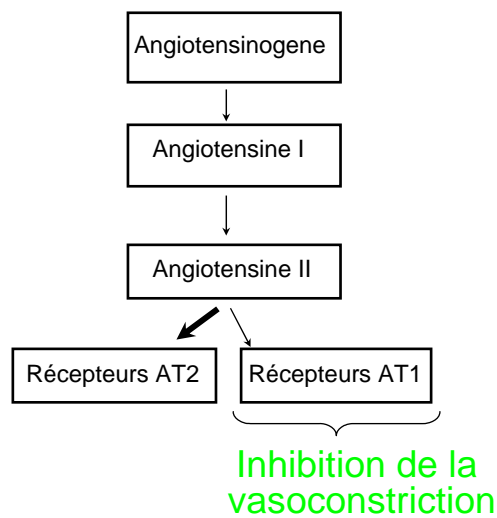 Angiotensinogene
Angiotensine I
Angiotensine II
Récepteurs AT2
Récepteurs AT1
Inhibition de la
vasoconstriction